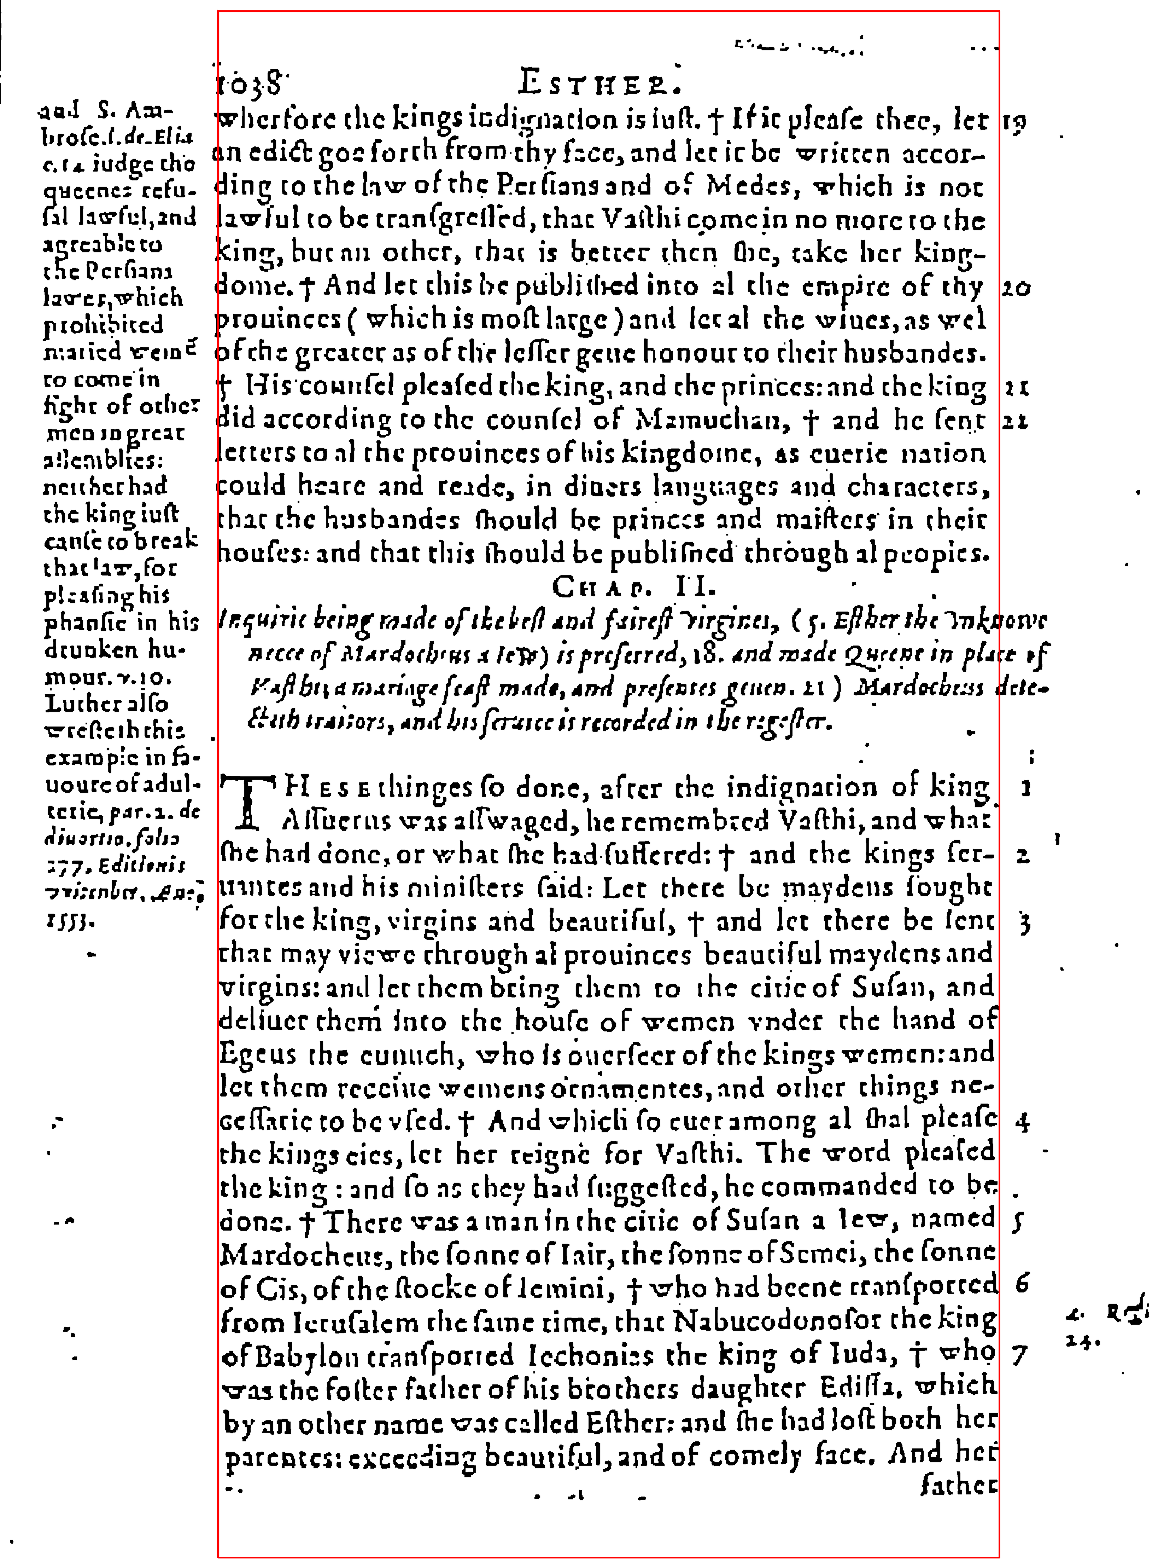 1038
ESTHER.
and S. Am-
brose. l. de. Elia
c. 14 iudge the
queenes refu-
sal lawful, and
agreable to
the Persians
lawes, which
prohibited
maried wemē
to come in
sight of other
men in great
assemblies:
neither had
the king iust
cause to break
that law, for
pleasing his
phansie in his
drunken hu-
mour. v. 10.
Luther also
wresteth this
example in fa-
uoure of adul-
terie, par. 2. de
diuortio. folio
177. Editionis
1553.
wherfore the kings indignation is iust. † If it please thee, let 19
an edict goe forth from thy face, and let it be written accor-
ding to the law of the Persians and of Medes, which is not
lawful to be transgressed, that Vasthi come in no more to the
king, but an other, that is better then she, take her king-
dome. † And let this be published into al the empire of thy 20
prouinces (which is most large) and let al the wiues, as wel
of the greater as of the lesser geue honour to their husbandes.
† His counsel pleased the king, and the princes: and the king 21
did according to the counsel of Mamuchan, † and he sent 22
letters to al the prouinces of his kingdome, as euerie nation
could heare and reade, in diuers languages and characters,
that the husbandes should be princes and maisters in their
houses: and that this should be published through al peoples.
CHAP. II.
Inquirie being made of the best and fairest virgines, (5. Esther the vnknowne
neece of Mardocheus a Iew) is preferred, 18. and made Queene in place of
Vasthi, a mariage feast made, and presentes geuen. 21) Mardocheus dete-
cteth traitors, and his seruice is recorded in the regester.
THESE thinges so done, after the indignation of king 1
Assuerus was asswaged, he remembred Vasthi, and what
she had done, or what she had suffered: † and the kings ser- 2
uantes and his ministers said: Let there be maydens sought
for the king, virgins and beautiful, † and let there be sent 3
that may viewe through al prouinces beautiful maydens and
virgins: and let them bring them to the citie of Susan, and
deliuer them into the house of wemen vnder the hand of
Egeus the eunuch, who is ouerseer of the kings wemen: and
let them receiue wemens ornamentes, and other things ne-
cessarie to be vsed. † And which so euer among al shal please 4
the kings eies, let her reigne for Vasthi. The word pleased
the king: and so as they had suggested, he commanded to be
done. † There was a man in the citie of Susan a Iew, named 5
Mardocheus, the sonne of Iair, the sonne of Semei, the sonne
of Cis, of the stocke of Iemini, † who had beene transported 6
from Ierusalem the same time, that Nabucodonosor the king
of Babylon transported Iechonias the king of Iuda, † who 7
was the foster father of his brothers daughter Edissa, which
by an other name was called Esther: and she had lost both her
parentes: exceeding beautiful, and of comely face. And her
father
4. Reg.
24.